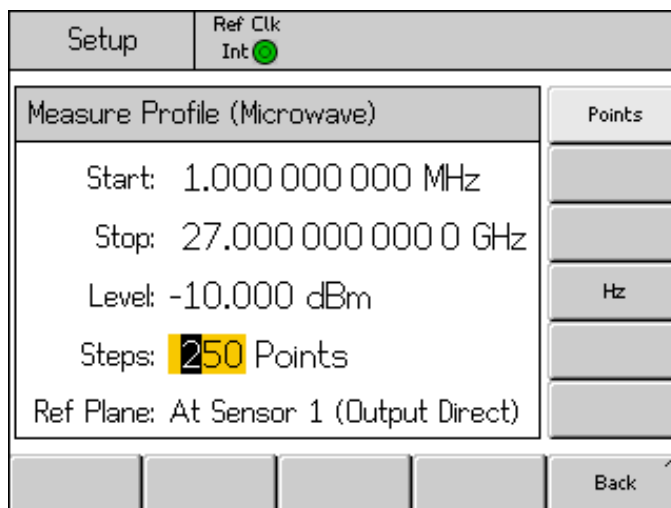 Setup
Ref Clk
Int
Measure Profile (Microwave)
Points
Start: 1.000 000 000 MHz
Stop: 27.000 000 000 0 GHz
Level: -10.000 dBm
Hz
Steps: 250 Points
Ref Plane: At Sensor 1 (Output Direct)
Back